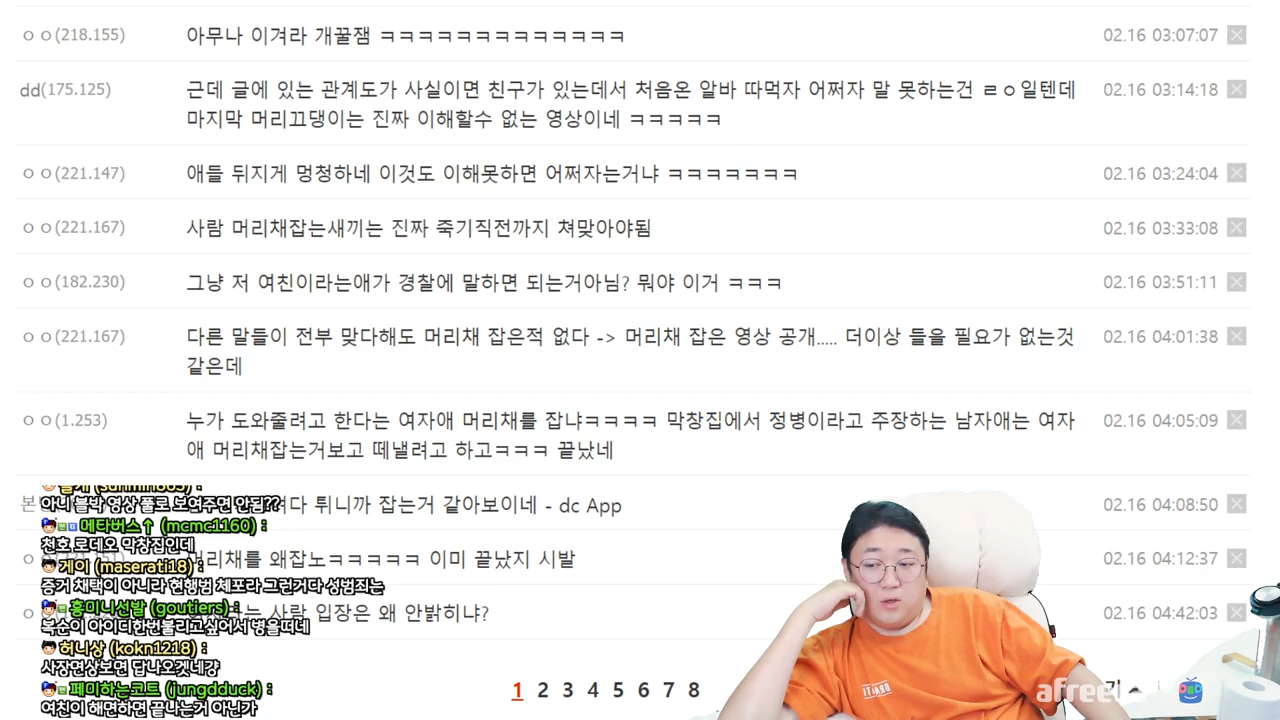 ㅇㅇ(218.155) 아무나 이겨라 개꿀잼 ㅋㅋㅋㅋㅋㅋㅋㅋㅋㅋㅋㅋㅋ 02.16 03:07:07
dd(175.125) 근데 글에 있는 관계도가 사실이면 친구가 있는데서 처음온 알바 따먹자 어쩌자 말 못하는건 ㄹㅇ일텐데 02.16 03:14:18
마지막 머리끄댕이는 진짜 이해할수 없는 영상이네 ㅋㅋㅋㅋㅋ
ㅇㅇ(221.147) 애들 뒤지게 멍청하네 이것도 이해못하면 어쩌자는거냐 ㅋㅋㅋㅋㅋㅋㅋ 02.16 03:24:04
ㅇㅇ(221.167) 사람 머리채잡는새끼는 진짜 죽기직전까지 쳐맞아야됨 02.16 03:33:08
ㅇㅇ(182.230) 그냥 저 여친이라는애가 경찰에 말하면 되는거아님? 뭐야 이거 ㅋㅋㅋ 02.16 03:51:11
ㅇㅇ(221.167) 다른 말들이 전부 맞다해도 머리채 잡은적 없다 -> 머리채 잡은 영상 공개..... 더이상 들을 필요가 없는것 02.16 04:01:38
같은데
ㅇㅇ(1.253) 누가 도와줄려고 한다는 여자애 머리채를 잡냐ㅋㅋㅋㅋ 막창집에서 정병이라고 주장하는 남자애는 여자 02.16 04:05:09
애 머리채잡는거보고 떼낼려고 하고ㅋㅋㅋ 끝났네
튀니까 잡는거 같아보이네 - dc App 02.16 04:08:50
머리채를 왜잡노ㅋㅋㅋㅋㅋ 이미 끝났지 시발 02.16 04:12:37
사람 입장은 왜 안밝히냐? 02.16 04:42:03
아니 블박 영상 풀로 보여주면 안됨??
메타버스↑ (mcmc1160) :
천호 로데오 막창집인데
게이 (maserati18) :
증거 채택이 아니라 현행범 체포라 그런거다 성범죄는
흥미니선발 (goutiers) :
복순이 아이디한번불리고싶어서 병을떠네
허니상 (kokn1218) :
사장면상보면 답나오겟네걍
페미하는코트 (jungdduck) :
여친이 해면하면 끝나는거 아닌가
1 2 3 4 5 6 7 8